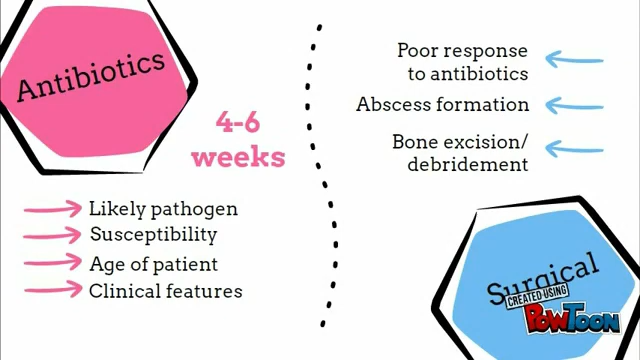 Antibiotics
4-6
weeks
Likely pathogen
Susceptibility
Age of patient
Clinical features
Poor response
to antibiotics
Abscess formation
Bone excision/
debridement
Surgical
CREATED USING
POWTOON